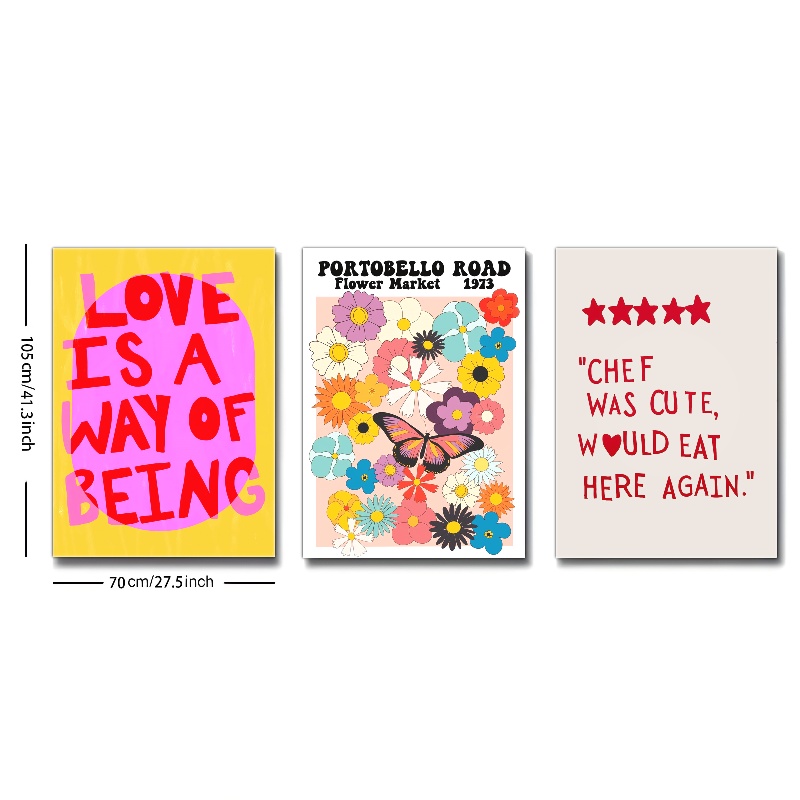 LOVE
IS A
WAY OF
BEING
PORTOBELLO ROAD
Flower Market 1973
"CHEF
WAS CUTE,
W♥ULD EAT
HERE AGAIN."
105cm/41.3inch
70cm/27.5inch